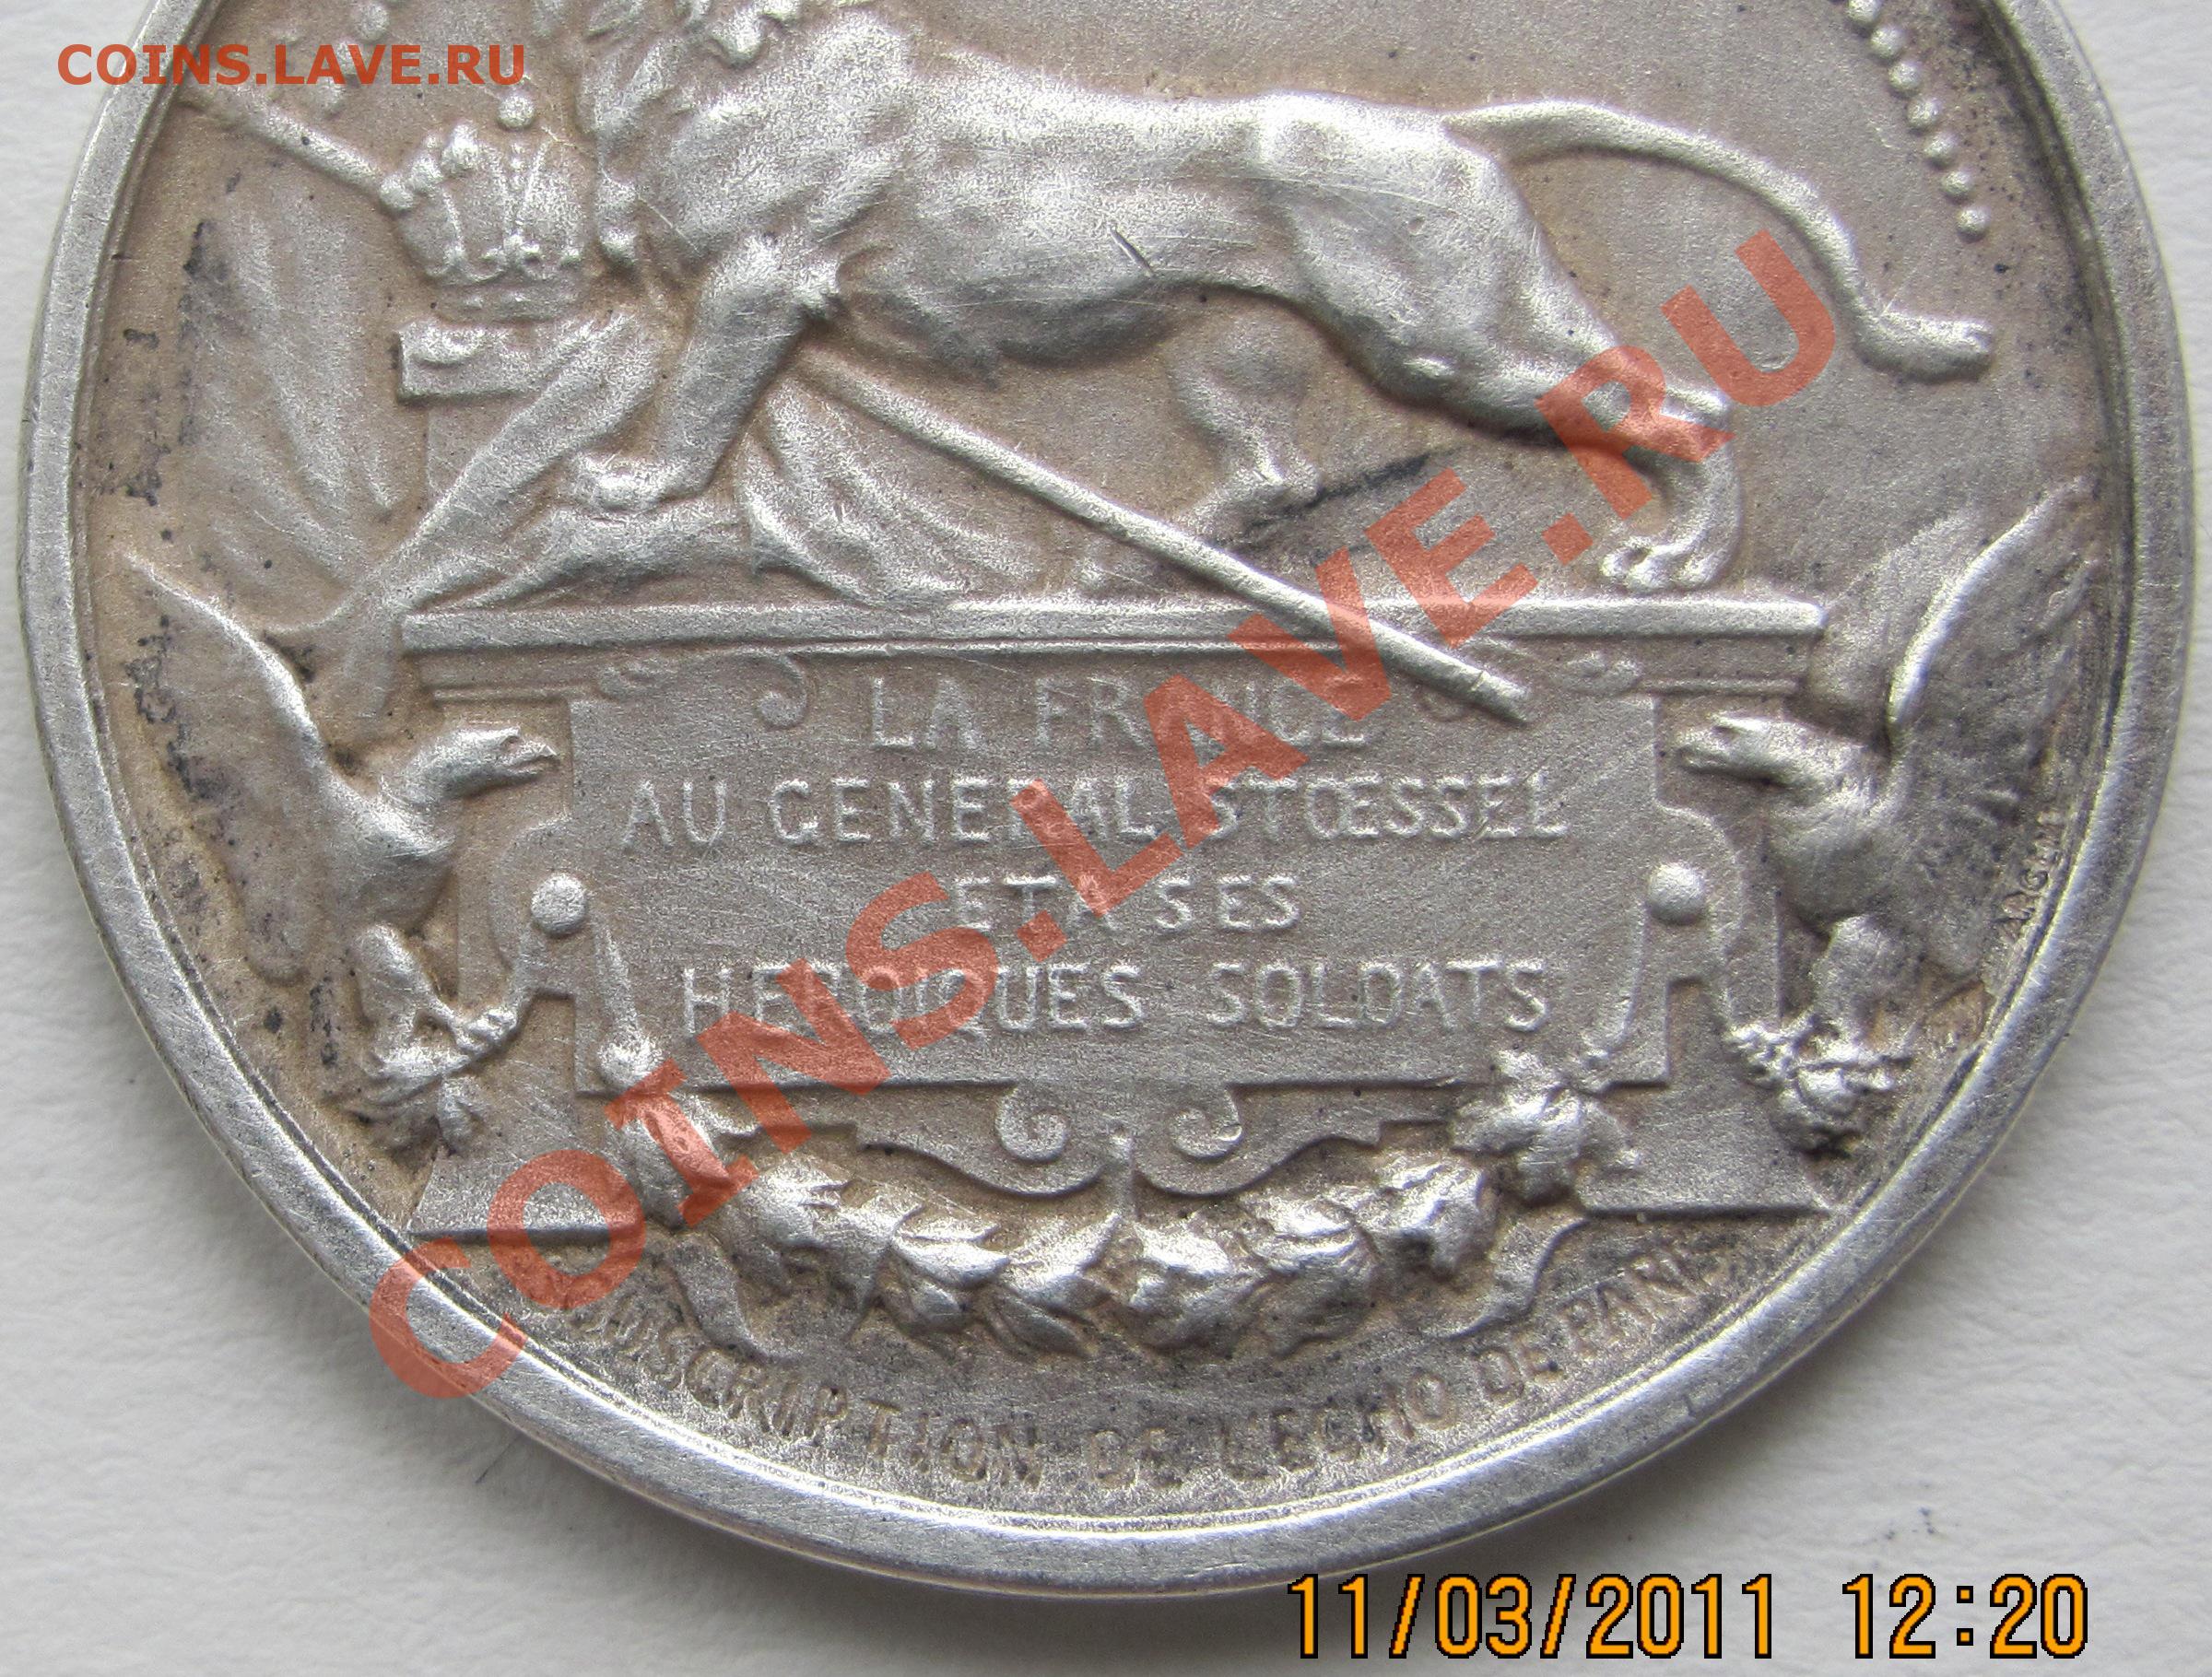 COINS.LAVE.RU
COINS.LAVE.RU
LA FRANCE
AU GENERAL STŒSSEL
ET A SES
HEROIQUES SOLDATS
SOUSCRIPTION DE L'ECHO DE PARIS
11/03/2011 12:20